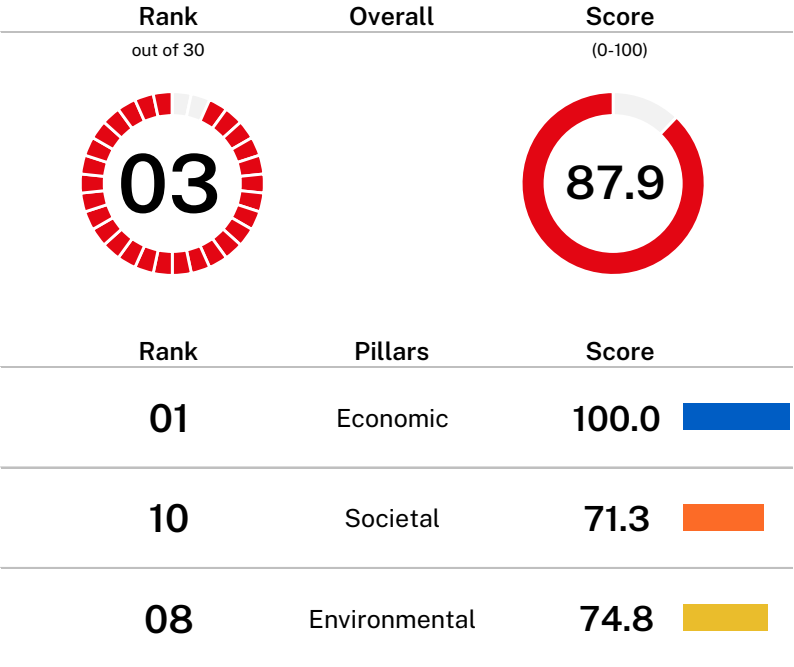 Rank Overall Score
out of 30 (0-100)
03 87.9
Rank Pillars Score
01 Economic 100.0
10 Societal 71.3
08 Environmental 74.8